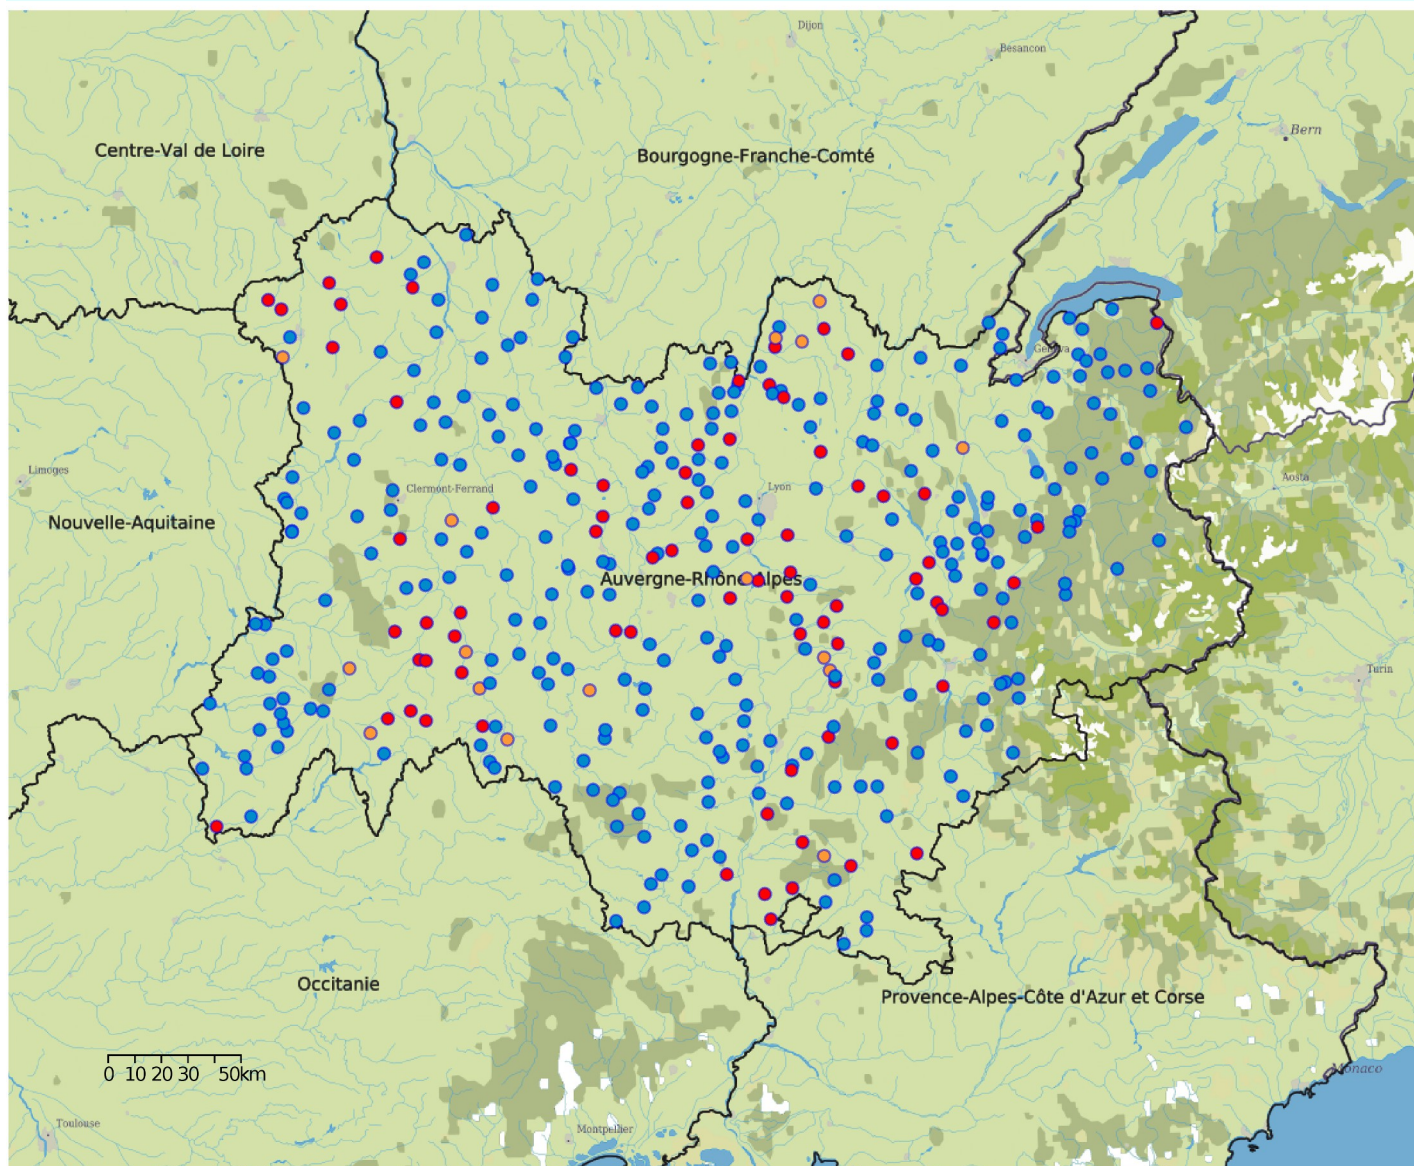 Dijon
Besancon
Bern
Centre-Val de Loire
Bourgogne-Franche-Comté
Geneva
Limoges
Clermont-Ferrand
Lyon
Aosta
Nouvelle-Aquitaine
Auvergne-Rhône-Alpes
Turin
Occitanie
Provence-Alpes-Côte d'Azur et Corse
0 10 20 30 50km
Monaco
Toulouse
Montpellier